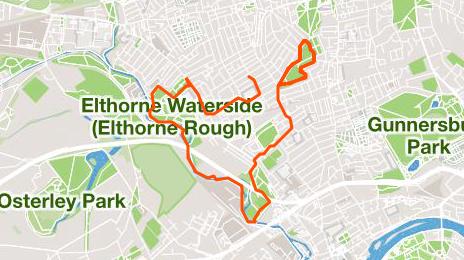 Elthorne Waterside
(Elthorne Rough)
Gunnersbu
Park
Osterley Park